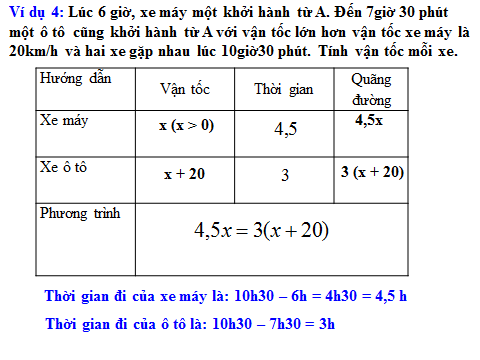 Ví dụ 4: Lúc 6 giờ, xe máy một khởi hành từ A. Đến 7giờ 30 phút
một ô tô cũng khởi hành từ A với vận tốc lớn hơn vận tốc xe máy là
20km/h và hai xe gặp nhau lúc 10giờ30 phút. Tính vận tốc mỗi xe.
Hướng dẫn Vận tốc Thời gian Quãng đường
Xe máy x (x > 0) 4,5 4,5x
Xe ô tô x + 20 3 3 (x + 20)
Phương trình 4,5x = 3(x + 20)
Thời gian đi của xe máy là: 10h30 – 6h = 4h30 = 4,5 h
Thời gian đi của ô tô là: 10h30 – 7h30 = 3h